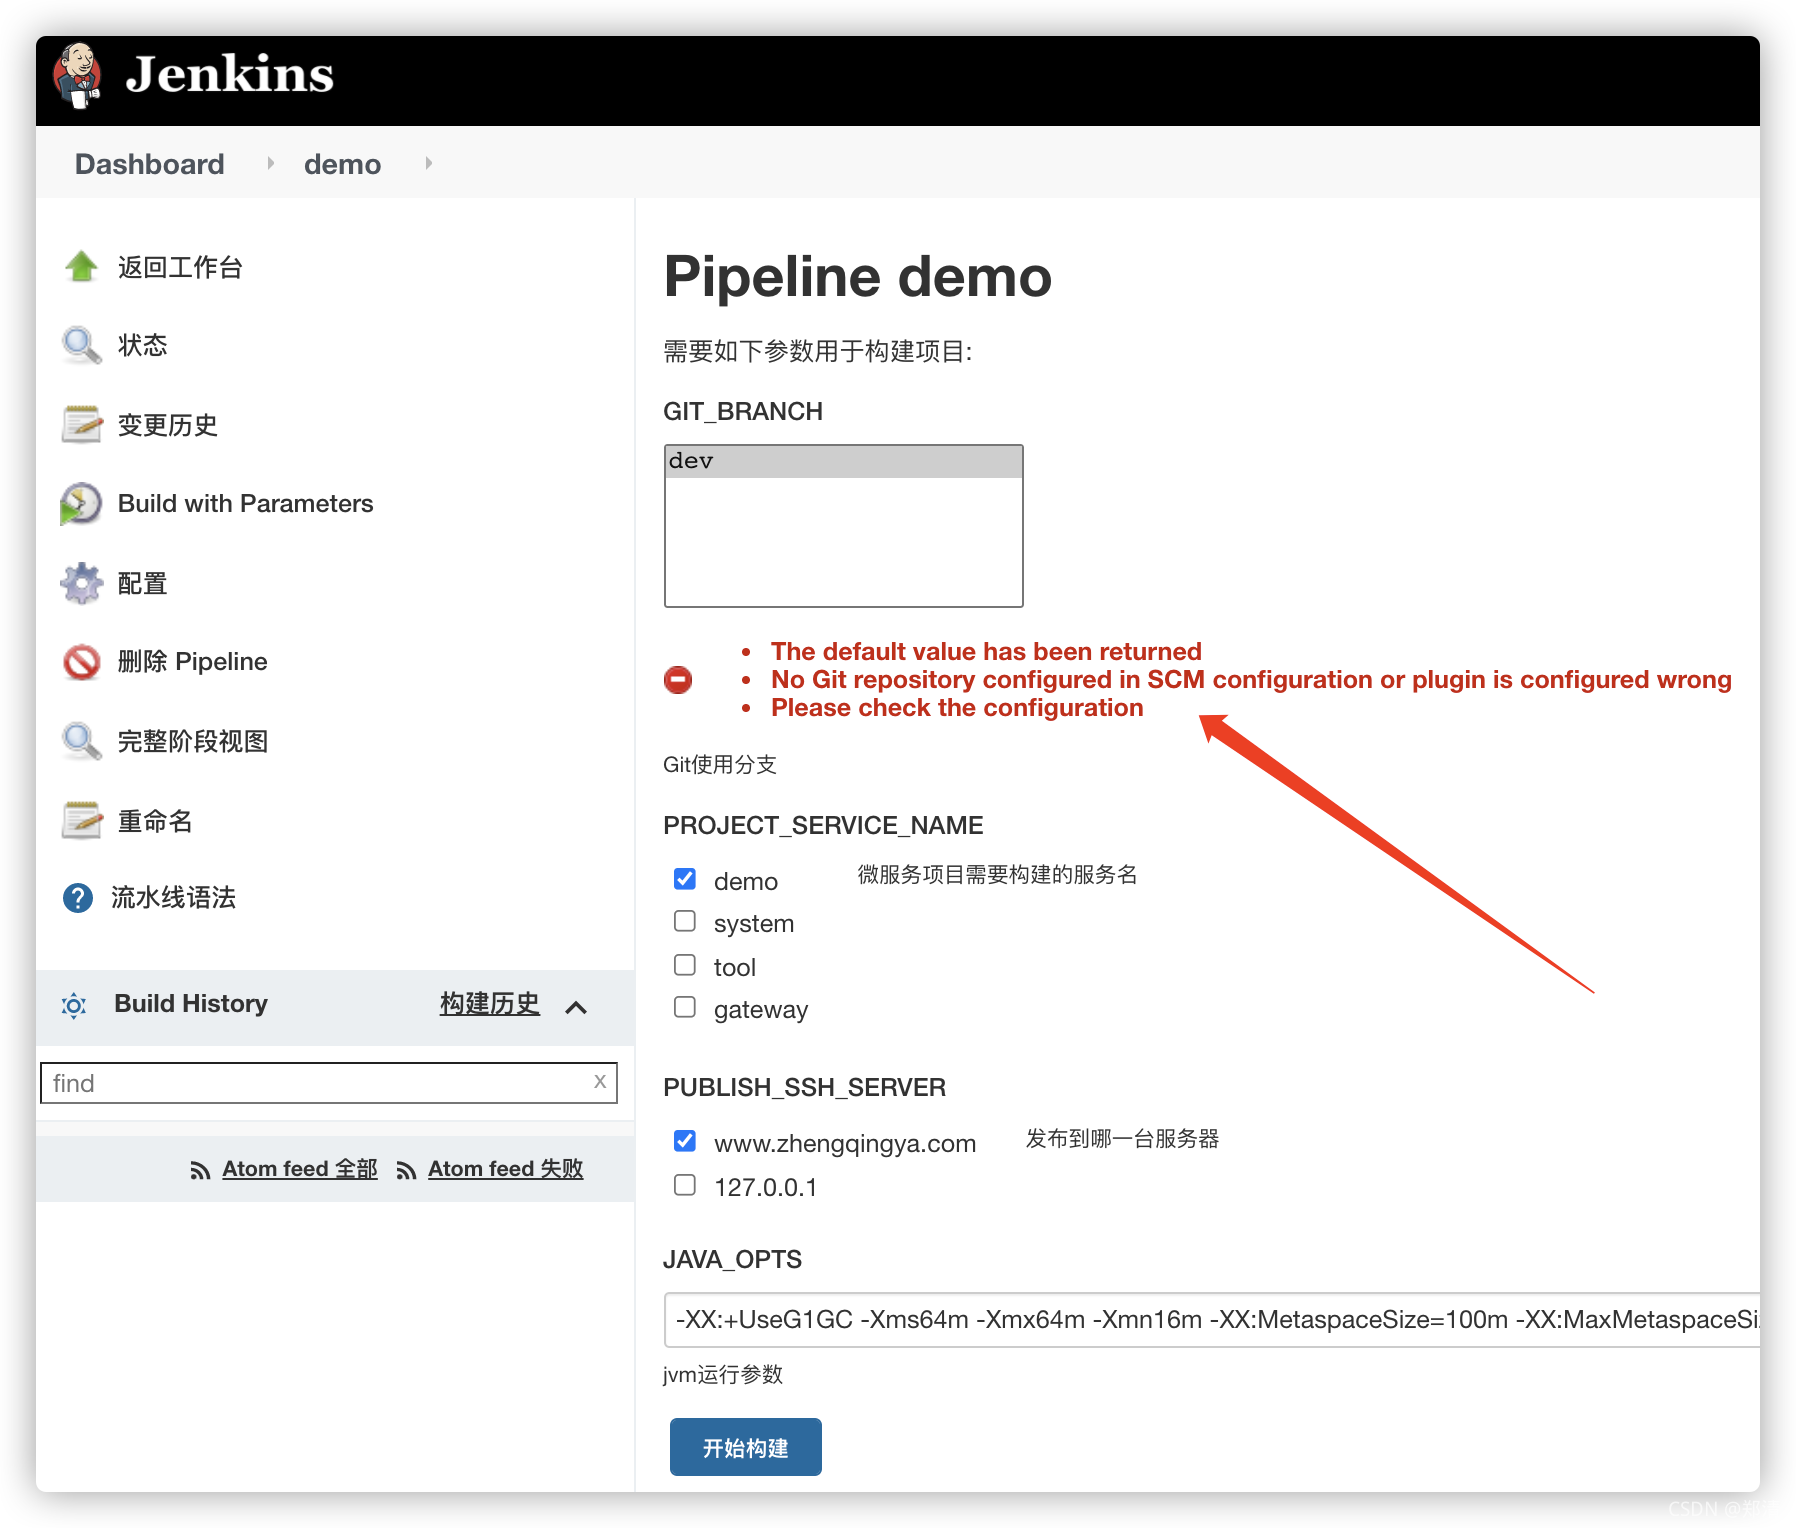 Jenkins
Dashboard
demo
返回工作台
状态
变更历史
Build with Parameters
配置
删除 Pipeline
完整阶段视图
重命名
流水线语法
Build History 构建历史
find x
Atom feed 全部 Atom feed 失败
Pipeline demo
需要如下参数用于构建项目:
GIT_BRANCH
dev
The default value has been returned
No Git repository configured in SCM configuration or plugin is configured wrong
Please check the configuration
Git使用分支
PROJECT_SERVICE_NAME
demo 微服务项目需要构建的服务名
system
tool
gateway
PUBLISH_SSH_SERVER
www.zhengqingya.com 发布到哪一台服务器
127.0.0.1
JAVA_OPTS
-XX:+UseG1GC -Xms64m -Xmx64m -Xmn16m -XX:MetaspaceSize=100m -XX:MaxMetaspaceSi
jvm运行参数
开始构建
CSDN @郑